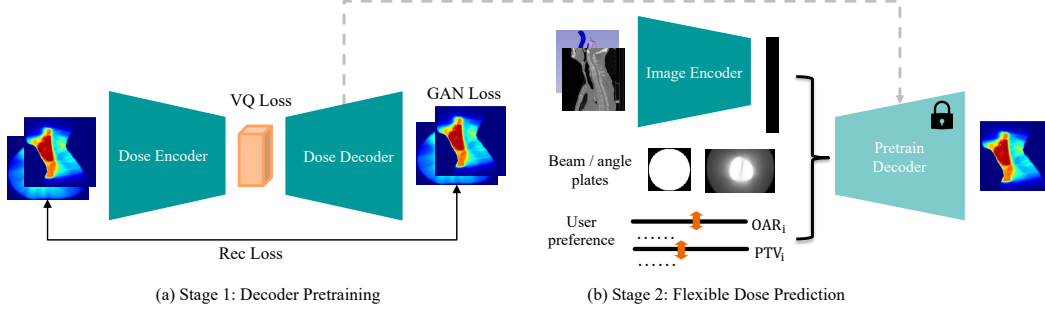 VQ Loss
GAN Loss
Dose Encoder
Dose Decoder
Rec Loss
(a) Stage 1: Decoder Pretraining
Image Encoder
Beam / angle
plates
User
preference
OARi
......
PTVi
......
Pretrain
Decoder
(b) Stage 2: Flexible Dose Prediction